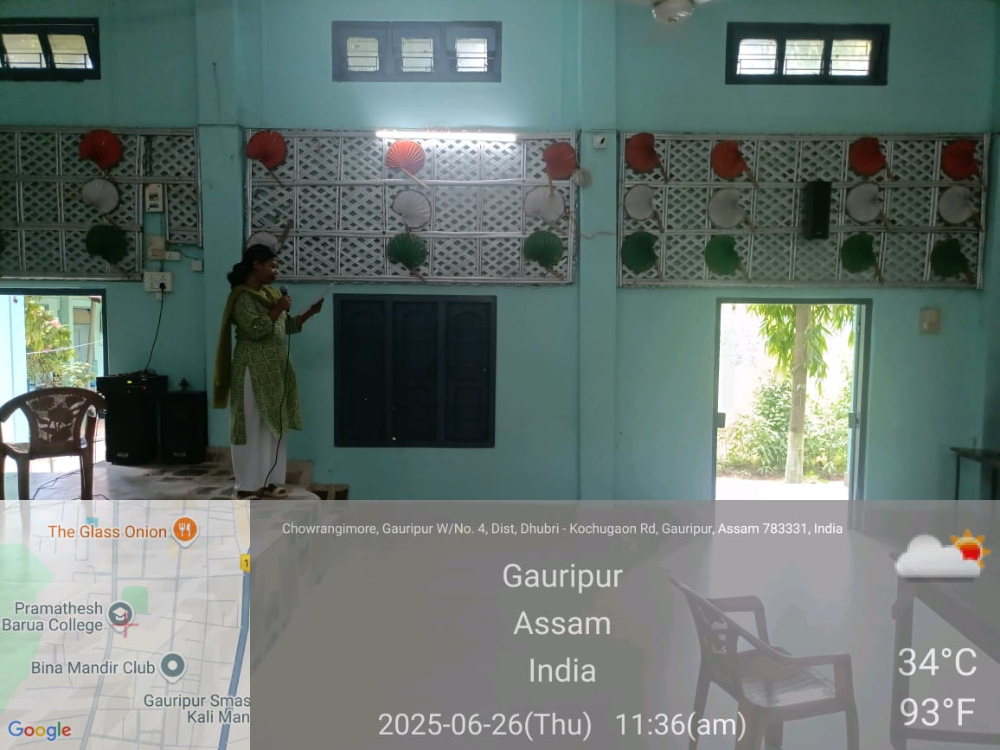 The Glass Onion
1
Pramathesh
Barua College
Bina Mandir Club
Gauripur Smas
Kali Man
Google
Chowrangimore, Gauripur W/No. 4, Dist, Dhubri - Kochugaon Rd, Gauripur, Assam 783331, India
Gauripur
Assam
India
2025-06-26(Thu) 11:36(am)
34°C
93°F